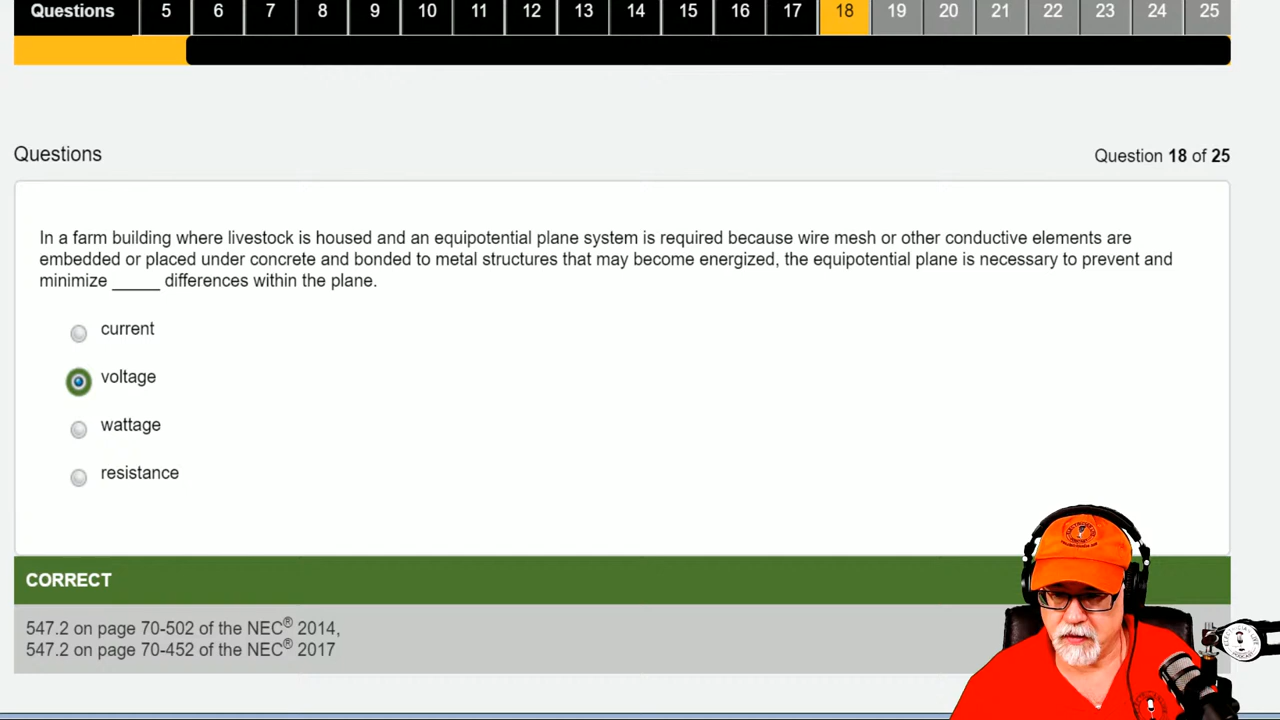 Questions 5 6 7 8 9 10 11 12 13 14 15 16 17 18 19 20 21 22 23 24 25
Questions
Question 18 of 25
In a farm building where livestock is housed and an equipotential plane system is required because wire mesh or other conductive elements are
embedded or placed under concrete and bonded to metal structures that may become energized, the equipotential plane is necessary to prevent and
minimize _____ differences within the plane.
current
voltage
wattage
resistance
CORRECT
547.2 on page 70-502 of the NEC® 2014,
547.2 on page 70-452 of the NEC® 2017